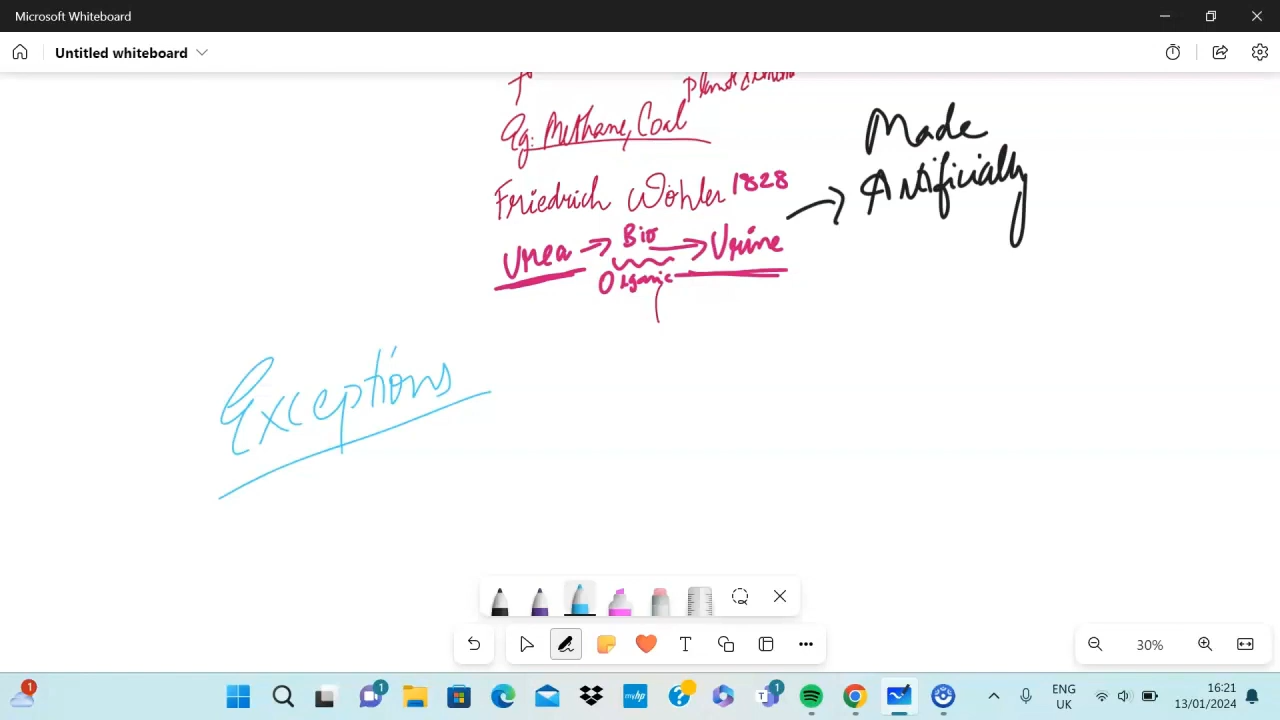 Microsoft Whiteboard
Untitled whiteboard
Eg: Methane, Coal
Friedrich Wöhler 1828
Urea → Bio → Urine
Organic
Made
Artificially
Exceptions
30%
ENG
UK
16:21
13/01/2024